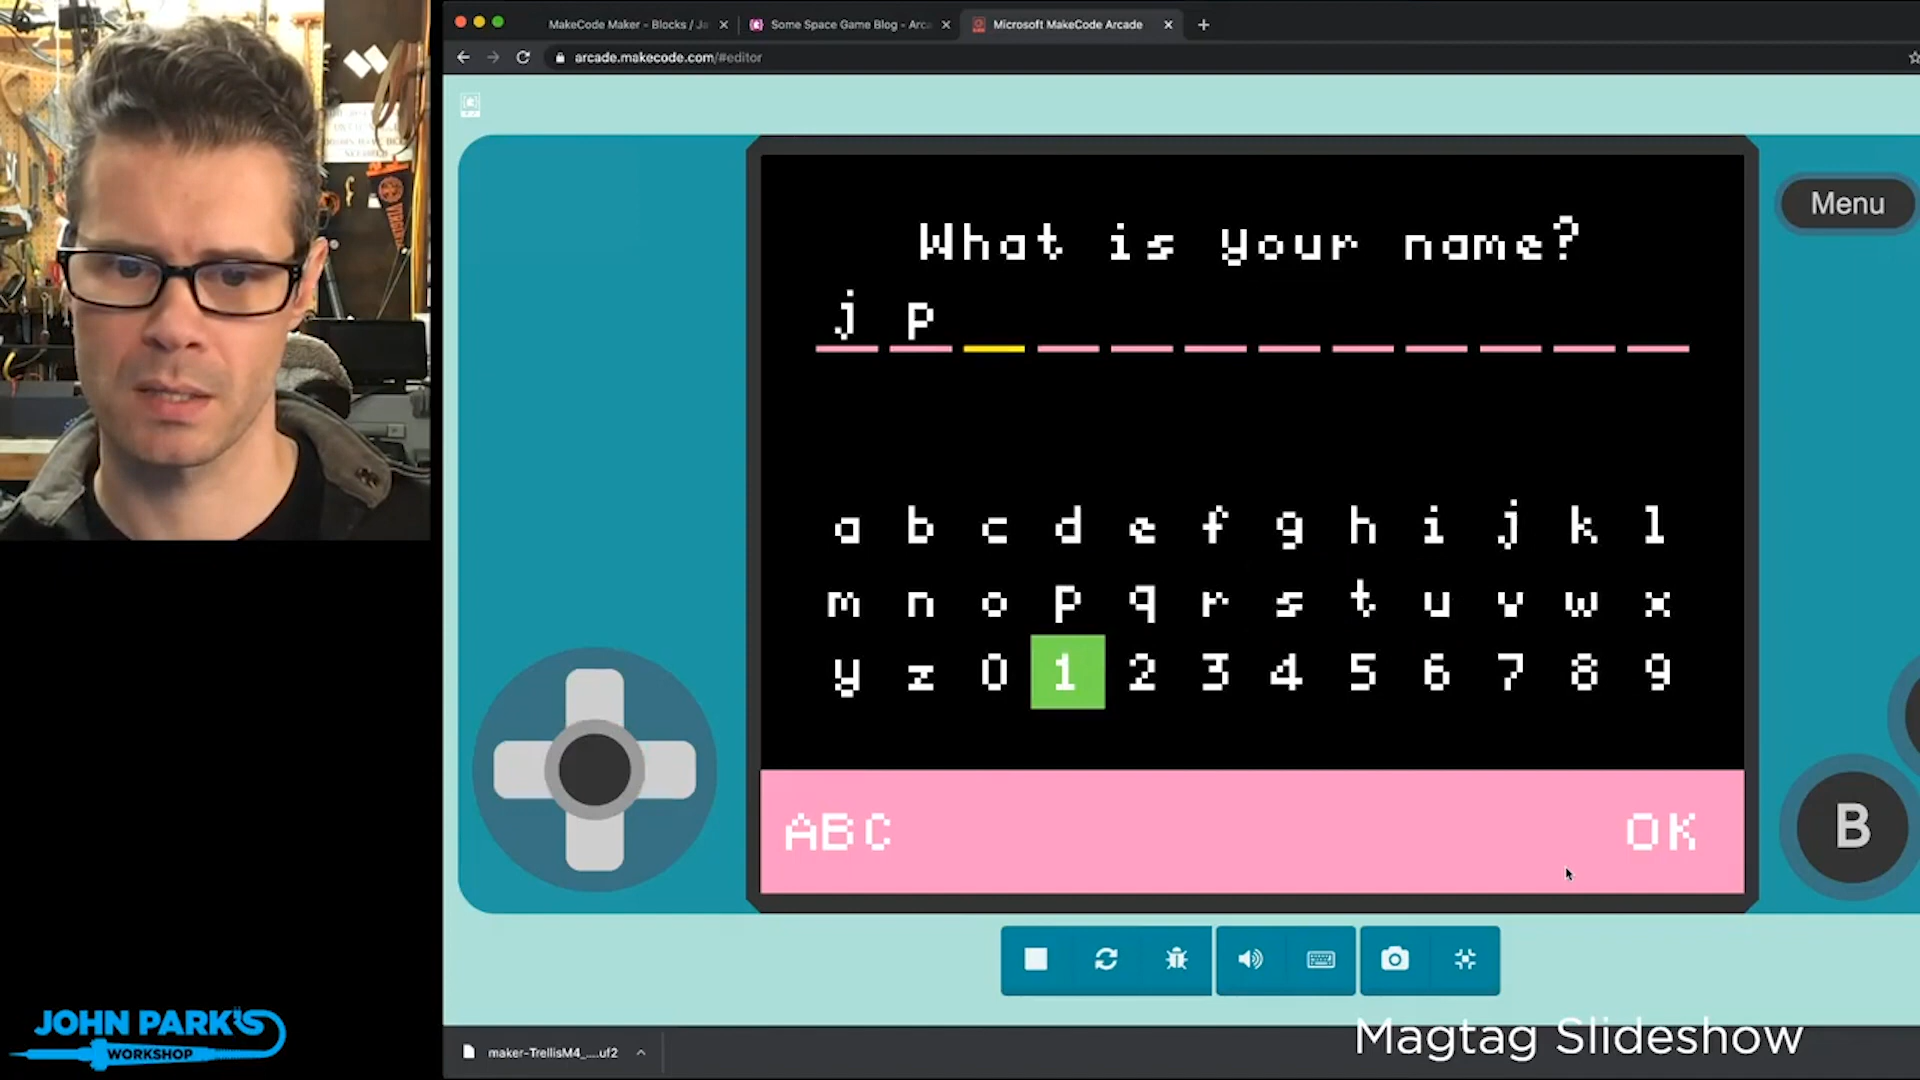 MakeCode Maker - Blocks / Ja
Some Space Game Blog - Arca
Microsoft MakeCode Arcade
arcade.makecode.com/#editor
Menu
What is your name?
j p
a b c d e f g h i j k l
m n o p q r s t u v w x
y z 0 1 2 3 4 5 6 7 8 9
ABC
OK
B
JOHN PARK'S
WORKSHOP
maker-TrellisM4_....uf2
Magtag Slideshow